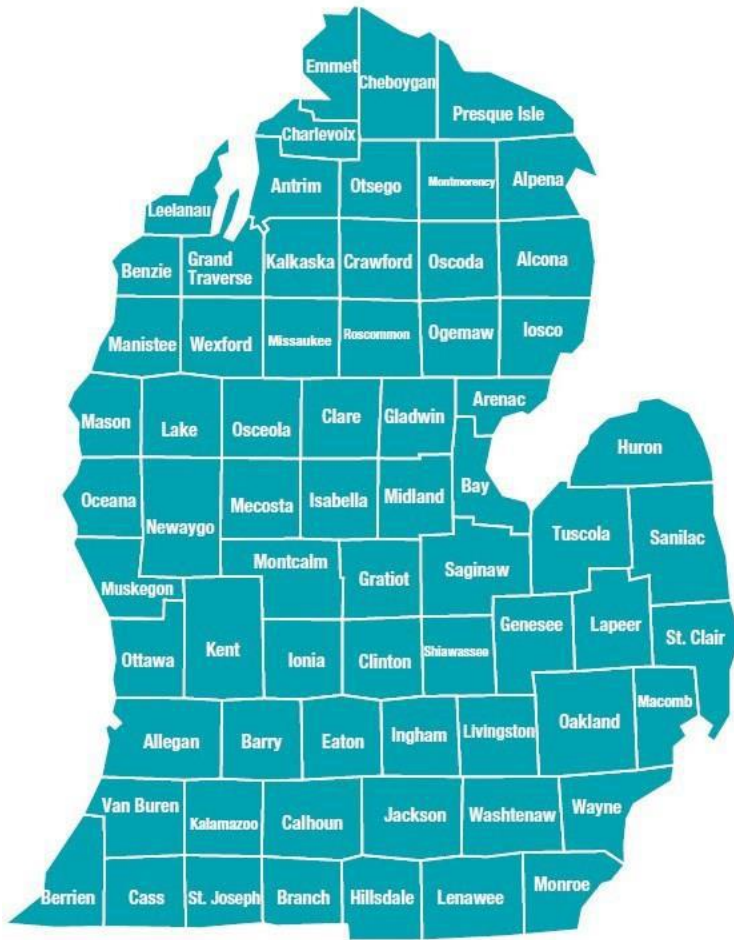 Emmet
Cheboygan
Presque Isle
Charlevoix
Antrim
Otsego
Montmorency
Alpena
Leelanau
Benzie
Grand
Traverse
Kalkaska
Crawford
Oscoda
Alcona
Manistee
Wexford
Missaukee
Roscommon
Ogemaw
Iosco
Mason
Lake
Osceola
Clare
Gladwin
Arenac
Huron
Oceana
Newaygo
Mecosta
Isabella
Midland
Bay
Tuscola
Sanilac
Muskegon
Montcalm
Gratiot
Saginaw
Ottawa
Kent
Ionia
Clinton
Shiawassee
Genesee
Lapeer
St. Clair
Allegan
Barry
Eaton
Ingham
Livingston
Oakland
Macomb
Van Buren
Kalamazoo
Calhoun
Jackson
Washtenaw
Wayne
Berrien
Cass
St. Joseph
Branch
Hillsdale
Lenawee
Monroe